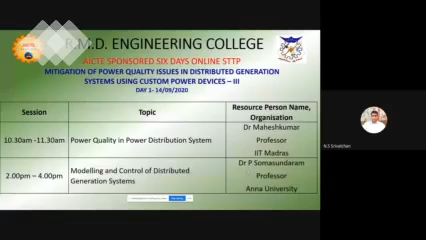 R.M.D. ENGINEERING COLLEGE
AICTE SPONSORED SIX DAYS ONLINE STTP
MITIGATION OF POWER QUALITY ISSUES IN DISTRIBUTED GENERATION
SYSTEMS USING CUSTOM POWER DEVICES – III
DAY 1- 14/09/2020
Session Topic Resource Person Name,
Organisation
10.30am -11.30am Power Quality in Power Distribution System Dr Maheshkumar
Professor
IIT Madras
2.00pm – 4.00pm Modelling and Control of Distributed
Generation Systems Dr P Somasundaram
Professor
Anna University